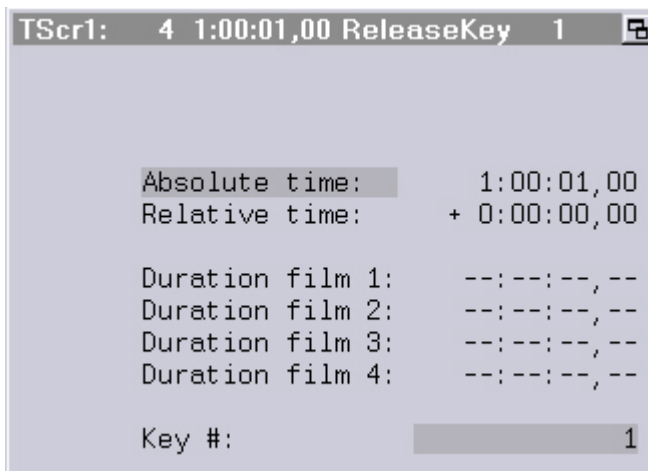 TScr1: 4 1:00:01,00 ReleaseKey 1
Absolute time: 1:00:01,00
Relative time: + 0:00:00,00
Duration film 1: --:--:--,--
Duration film 2: --:--:--,--
Duration film 3: --:--:--,--
Duration film 4: --:--:--,--
Key #: 1